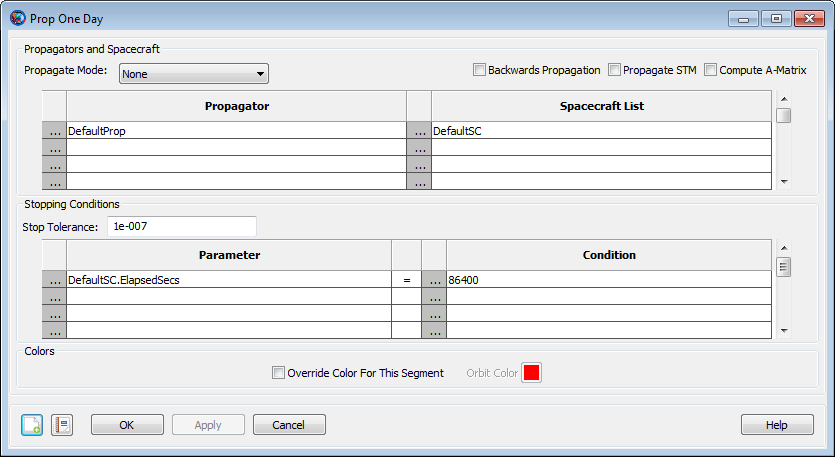 Prop One Day
Propagators and Spacecraft
Propagate Mode: None Backwards Propagation Propagate STM Compute A-Matrix
Propagator Spacecraft List
... DefaultProp ... DefaultSC
... ...
... ...
... ...
Stopping Conditions
Stop Tolerance: 1e-007
Parameter Condition
... DefaultSC.ElapsedSecs = ... 86400
... ...
... ...
... ...
Colors
Override Color For This Segment Orbit Color
OK Apply Cancel Help